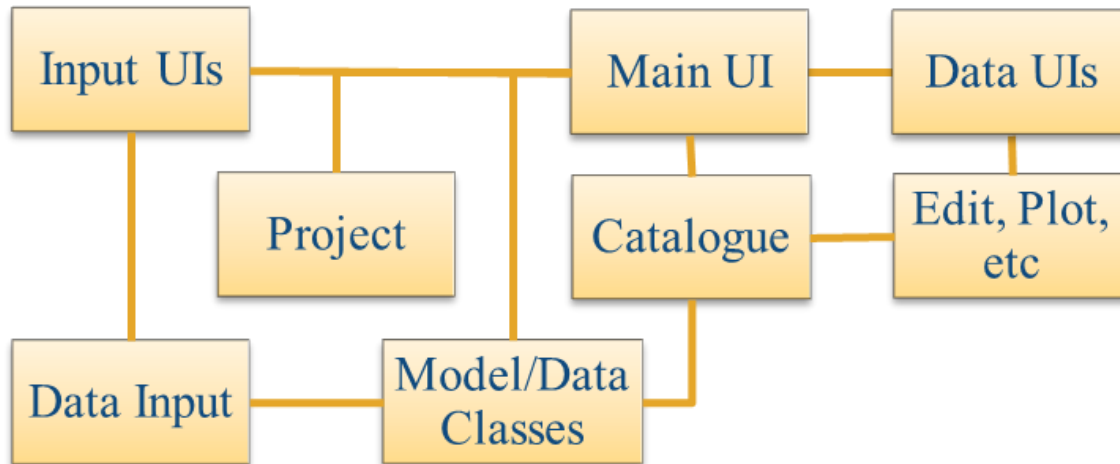 Input UIs
Main UI
Data UIs
Project
Catalogue
Edit, Plot,
etc
Data Input
Model/Data
Classes